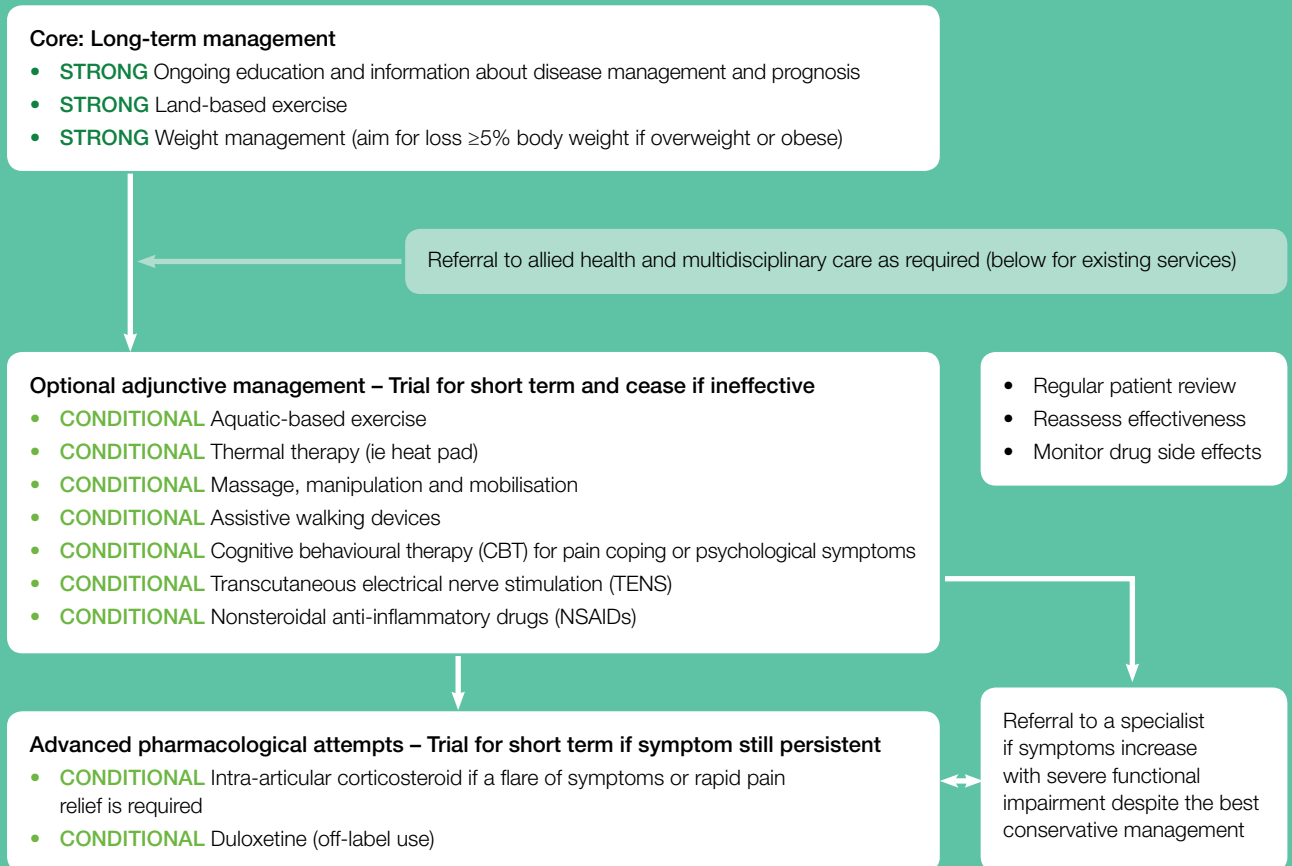 Core: Long-term management
• STRONG Ongoing education and information about disease management and prognosis
• STRONG Land-based exercise
• STRONG Weight management (aim for loss ≥5% body weight if overweight or obese)
Referral to allied health and multidisciplinary care as required (below for existing services)
Optional adjunctive management – Trial for short term and cease if ineffective
• CONDITIONAL Aquatic-based exercise
• CONDITIONAL Thermal therapy (ie heat pad)
• CONDITIONAL Massage, manipulation and mobilisation
• CONDITIONAL Assistive walking devices
• CONDITIONAL Cognitive behavioural therapy (CBT) for pain coping or psychological symptoms
• CONDITIONAL Transcutaneous electrical nerve stimulation (TENS)
• CONDITIONAL Nonsteroidal anti-inflammatory drugs (NSAIDs)
• Regular patient review
• Reassess effectiveness
• Monitor drug side effects
Advanced pharmacological attempts – Trial for short term if symptom still persistent
• CONDITIONAL Intra-articular corticosteroid if a flare of symptoms or rapid pain
relief is required
• CONDITIONAL Duloxetine (off-label use)
Referral to a specialist
if symptoms increase
with severe functional
impairment despite the best
conservative management